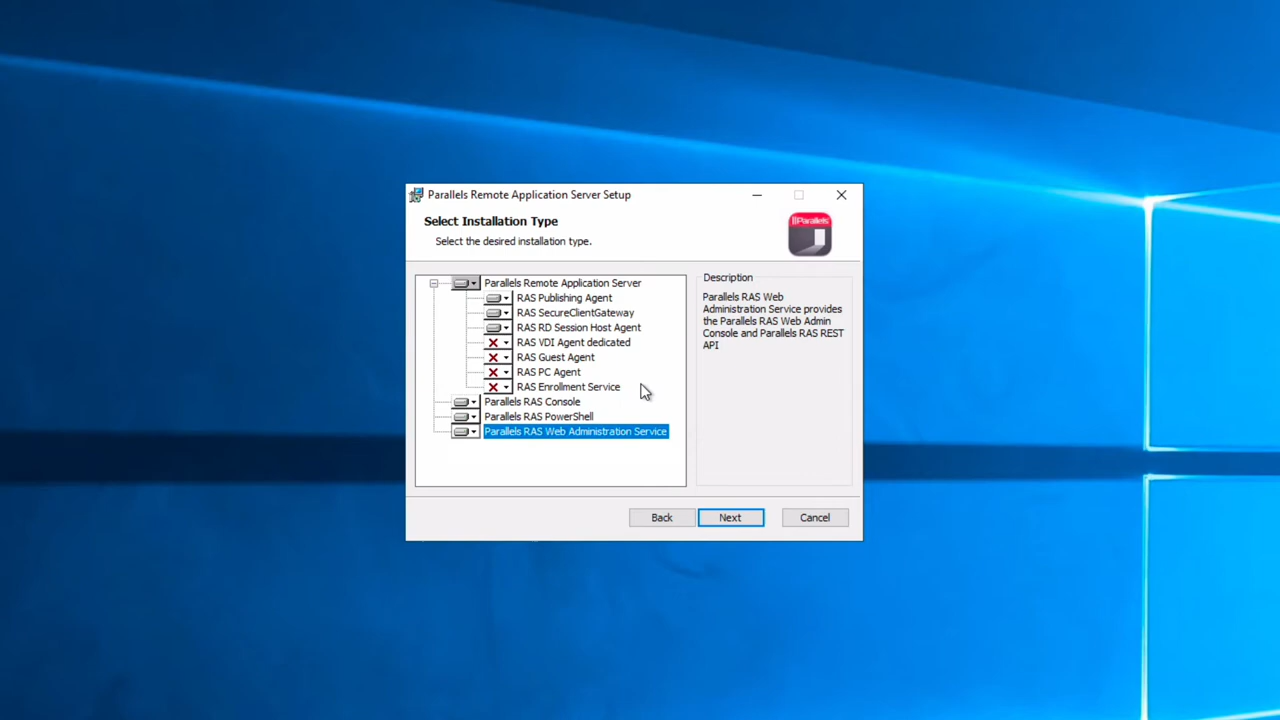 Parallels Remote Application Server Setup
Select Installation Type
Select the desired installation type.
Parallels
Parallels Remote Application Server
RAS Publishing Agent
RAS SecureClientGateway
RAS RD Session Host Agent
RAS VDI Agent dedicated
RAS Guest Agent
RAS PC Agent
RAS Enrollment Service
Parallels RAS Console
Parallels RAS PowerShell
Parallels RAS Web Administration Service
Description
Parallels RAS Web
Administration Service provides
the Parallels RAS Web Admin
Console and Parallels RAS REST
API
Back
Next
Cancel